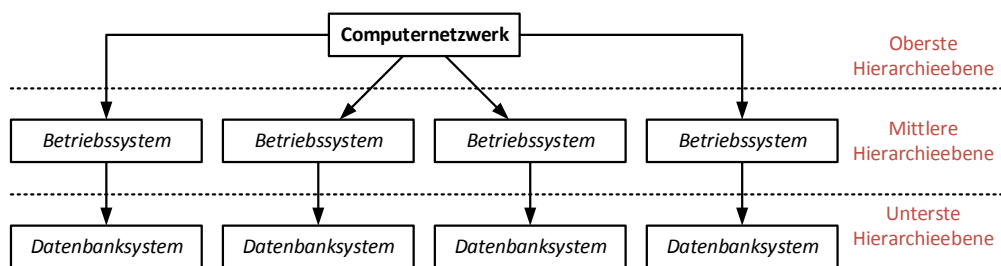 Computernetzwerk
Oberste
Hierarchieebene
Betriebssystem
Betriebssystem
Betriebssystem
Betriebssystem
Mittlere
Hierarchieebene
Datenbanksystem
Datenbanksystem
Datenbanksystem
Datenbanksystem
Unterste
Hierarchieebene